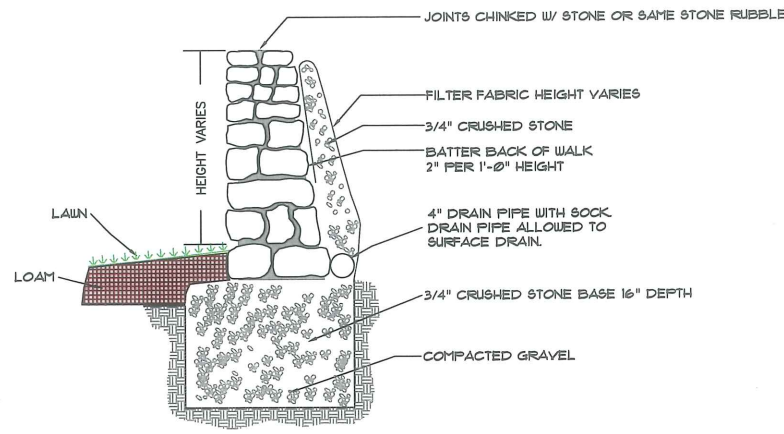 JOINTS CHINKED W/ STONE OR SAME STONE RUBBLE
HEIGHT VARIES
FILTER FABRIC HEIGHT VARIES
3/4" CRUSHED STONE
BATTER BACK OF WALK
2" PER 1'-0" HEIGHT
LAWN
4" DRAIN PIPE WITH SOCK.
DRAIN PIPE ALLOWED TO
SURFACE DRAIN.
LOAM
3/4" CRUSHED STONE BASE 16" DEPTH
COMPACTED GRAVEL